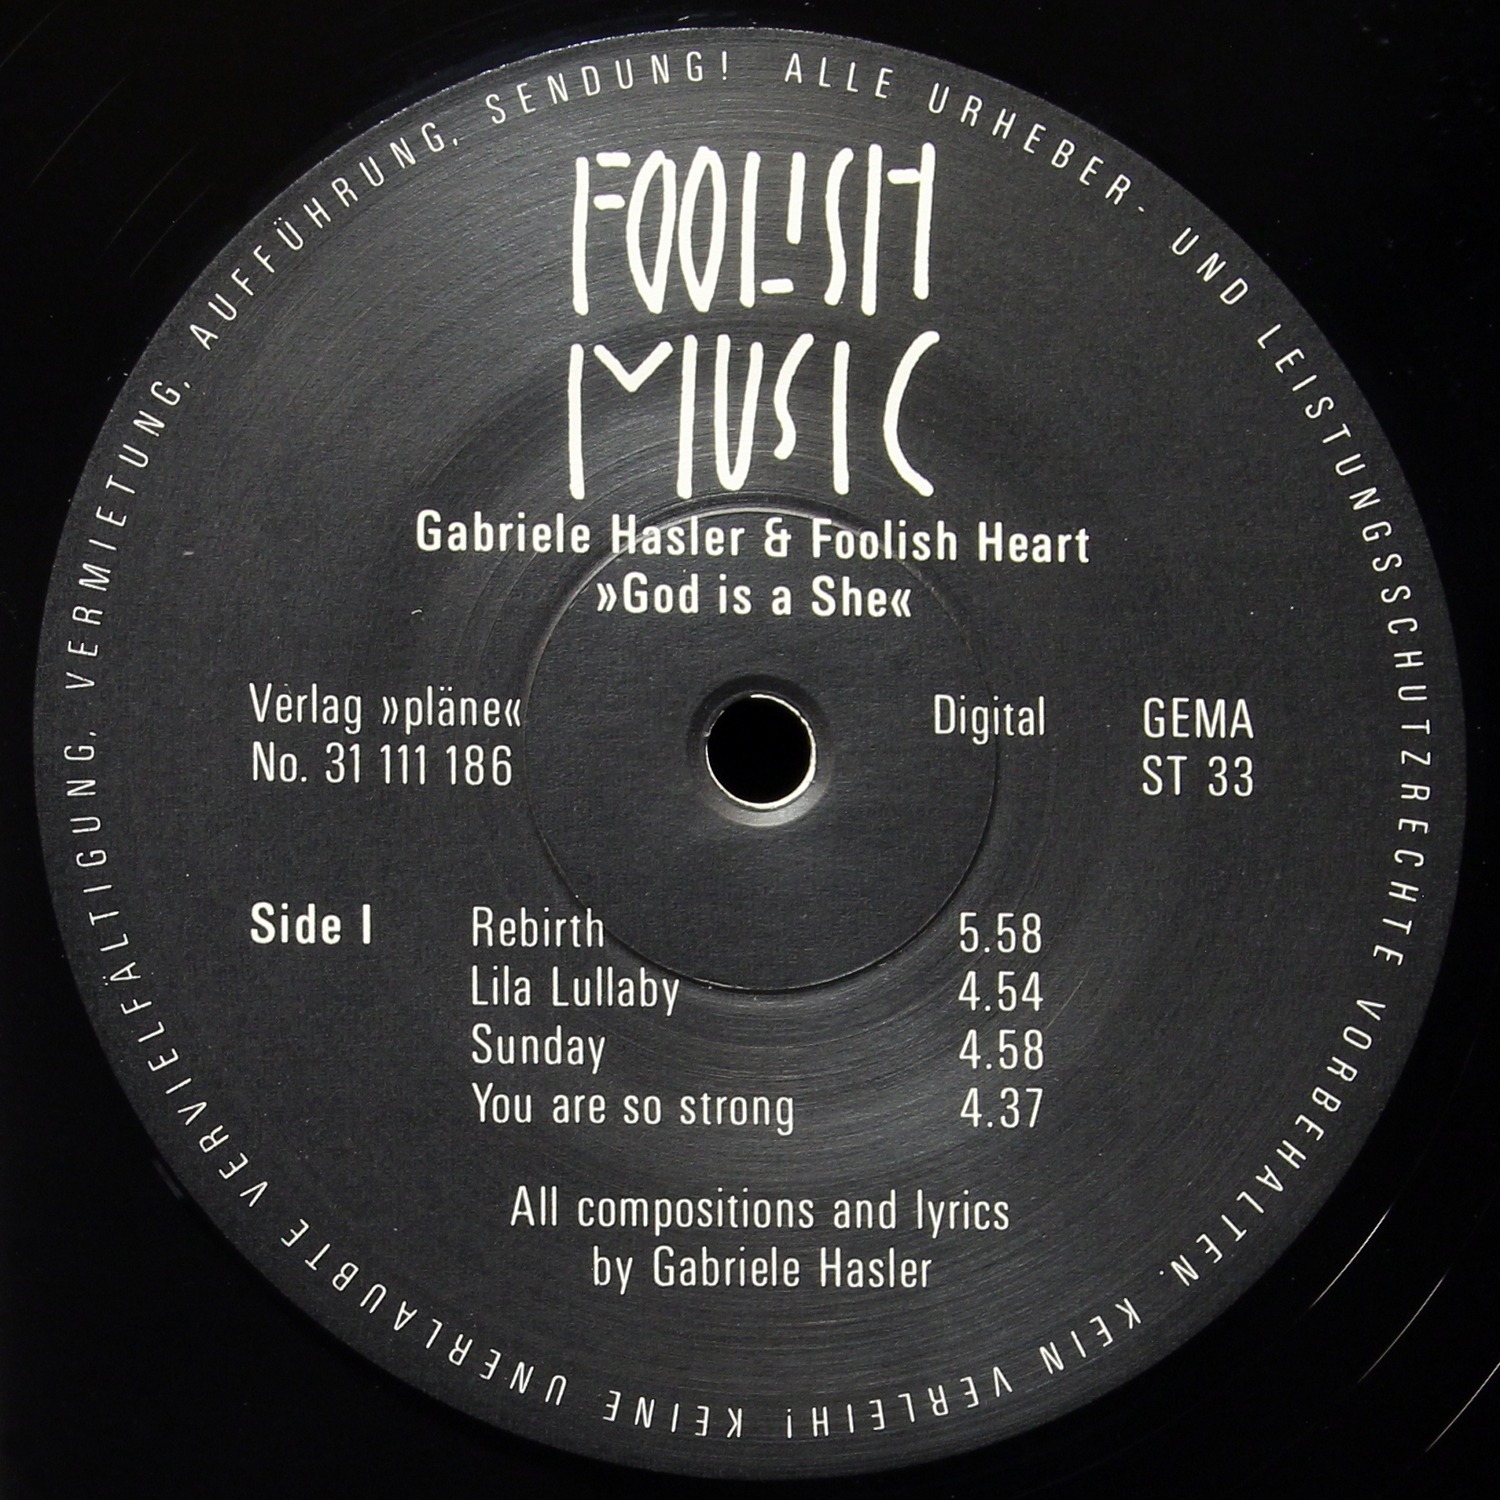 FOOLISH
MUSIC
Gabriele Hasler & Foolish Heart
»God is a She«
Verlag »pläne«
No. 31 111 186
Digital
GEMA
ST 33
Side I
Rebirth 5.58
Lila Lullaby 4.54
Sunday 4.58
You are so strong 4.37
All compositions and lyrics
by Gabriele Hasler
ALLE URHEBER- UND LEISTUNGSSCHUTZRECHTE VORBEHALTEN. KEIN VERLEIH! KEINE UNERLAUBTE VERVIELFÄLTIGUNG, VERMIETUNG, AUFFÜHRUNG, SENDUNG!